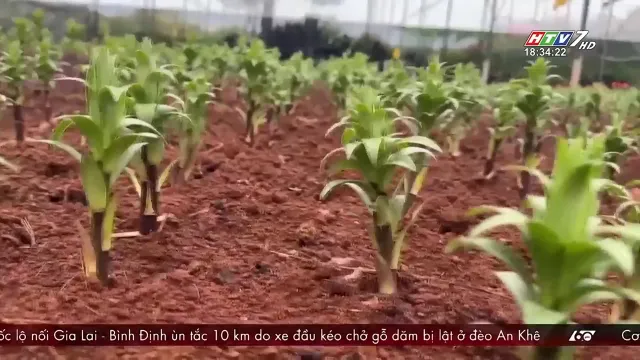 HTV7 HD
18:34:22
ốc lộ nối Gia Lai - Bình Định ùn tắc 10 km do xe đầu kéo chở gỗ dăm bị lật ở đèo An Khê
Ca